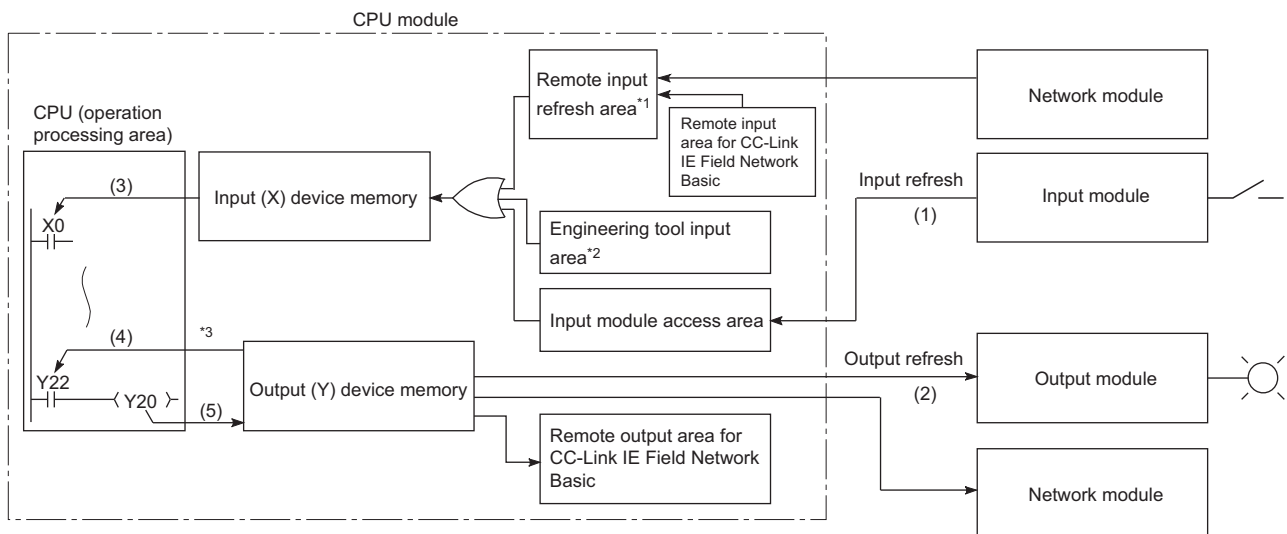 CPU module
CPU (operation
processing area)
Remote input
refresh area*1
Remote input
area for CC-Link
IE Field Network
Basic
Network module
(3)
X0
Input (X) device memory
Engineering tool input
area*2
Input module access area
Input refresh
(1)
Input module
(4)
*3
Y22
Y20
(5)
Output (Y) device memory
Output refresh
(2)
Output module
Remote output area for
CC-Link IE Field Network
Basic
Network module